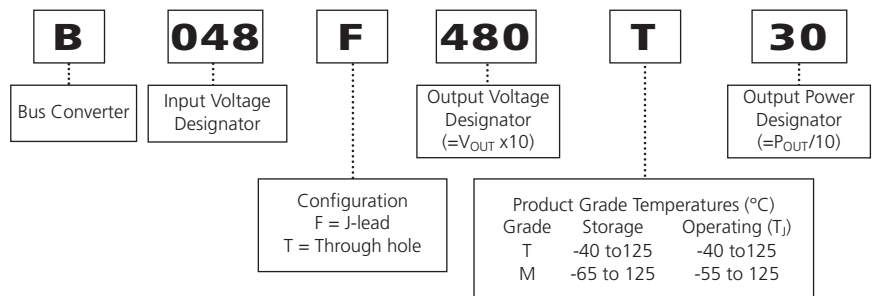 B 048 F 480 T 30
Bus Converter
Input Voltage
Designator
Output Voltage
Designator
(=VOUT x10)
Output Power
Designator
(=POUT/10)
Configuration
F = J-lead
T = Through hole
Product Grade Temperatures (°C)
Grade Storage Operating (TJ)
T -40 to125 -40 to125
M -65 to 125 -55 to 125